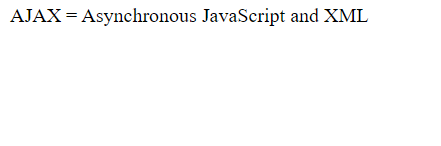 AJAX = Asynchronous JavaScript and XML